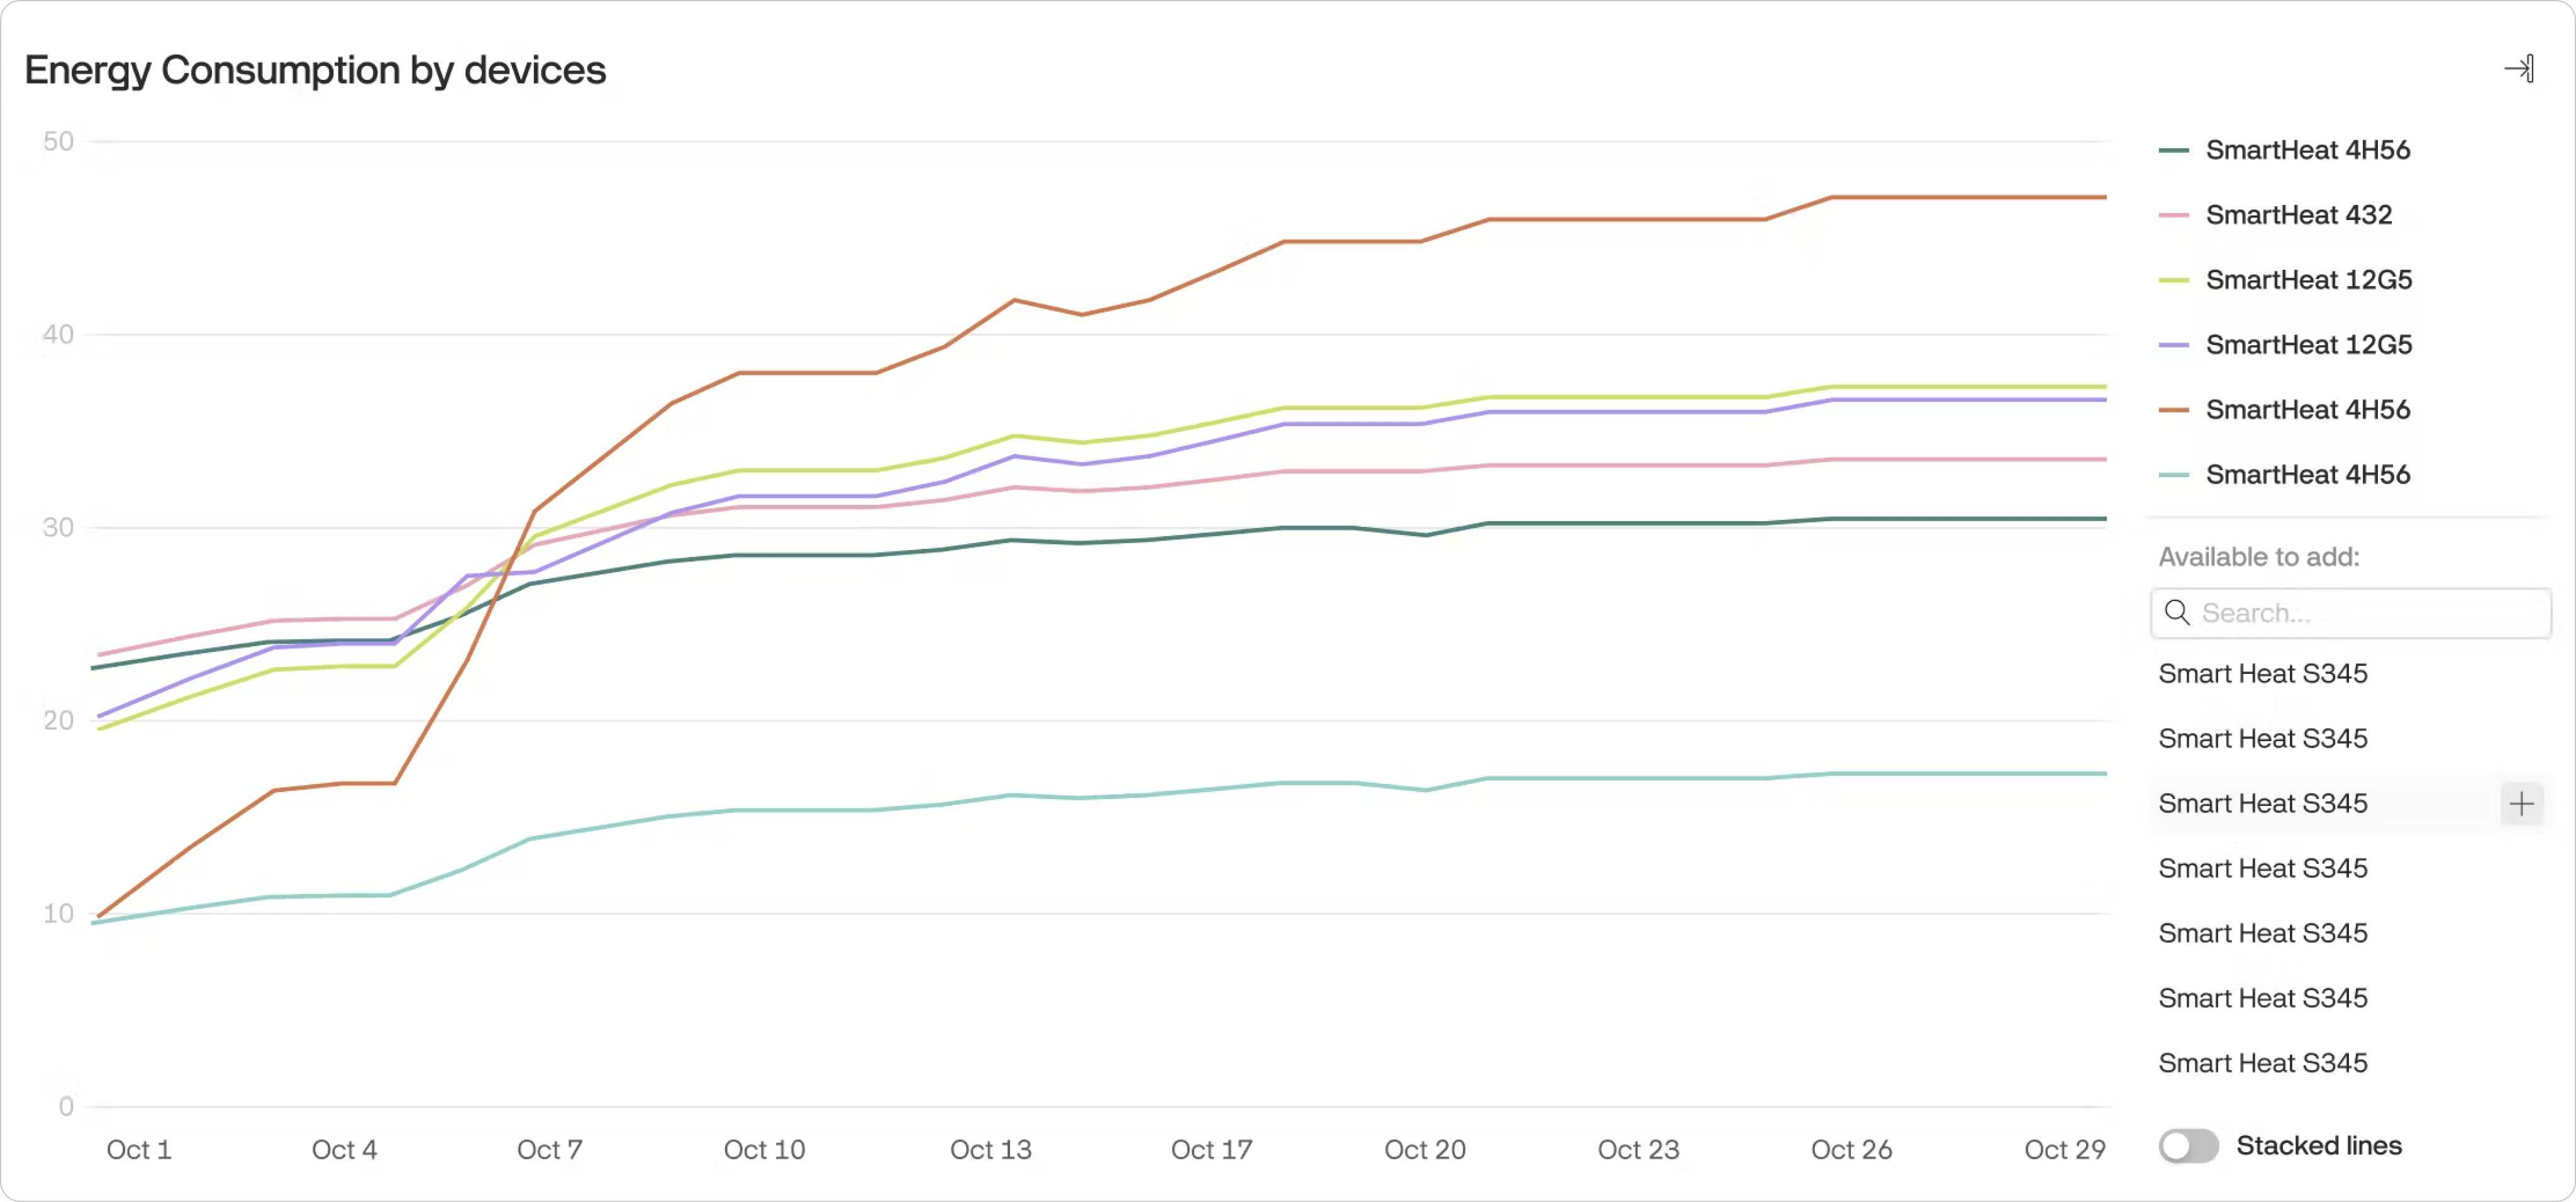 Energy Consumption by devices
50
40
30
20
10
0
Oct 1
Oct 4
Oct 7
Oct 10
Oct 13
Oct 17
Oct 20
Oct 23
Oct 26
Oct 29
SmartHeat 4H56
SmartHeat 432
SmartHeat 12G5
SmartHeat 12G5
SmartHeat 4H56
SmartHeat 4H56
Available to add:
Search...
Smart Heat S345
Smart Heat S345
Smart Heat S345
Smart Heat S345
Smart Heat S345
Smart Heat S345
Smart Heat S345
Stacked lines